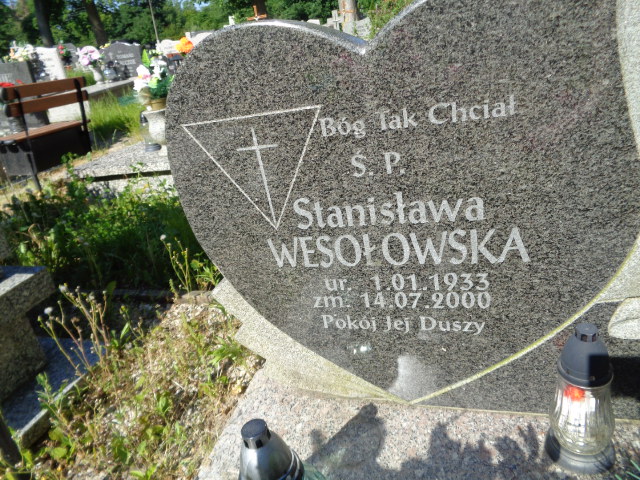 Bóg Tak Chciał
Ś.P.
Stanisława
WESOŁOWSKA
ur. 1.01.1933
zm. 14.07.2000
Pokój Jej Duszy